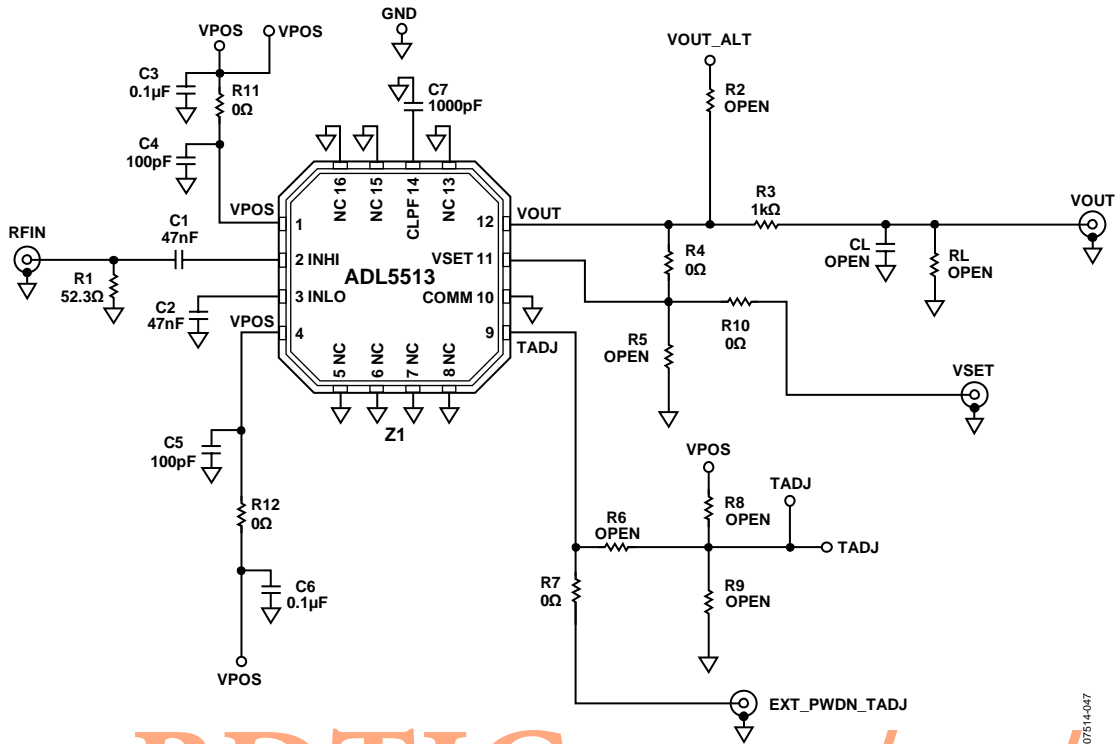 GND
VPOS
VPOS
VOUT_ALT
C3
0.1µF
R11
0Ω
C7
1000pF
R2
OPEN
C4
100pF
NC 16
NC 15
CLPF 14
NC 13
VPOS
1
12
VOUT
R3
1kΩ
VOUT
RFIN
C1
47nF
R1
52.3Ω
2 INHI
VSET 11
R4
0Ω
CL
OPEN
RL
OPEN
ADL5513
C2
47nF
3 INLO
COMM 10
VPOS
4
9
TADJ
R5
OPEN
R10
0Ω
5 NC
6 NC
7 NC
8 NC
Z1
VSET
C5
100pF
R12
0Ω
VPOS
TADJ
R8
OPEN
R6
OPEN
TADJ
R7
0Ω
R9
OPEN
C6
0.1µF
VPOS
EXT_PWDN_TADJ
07514-047